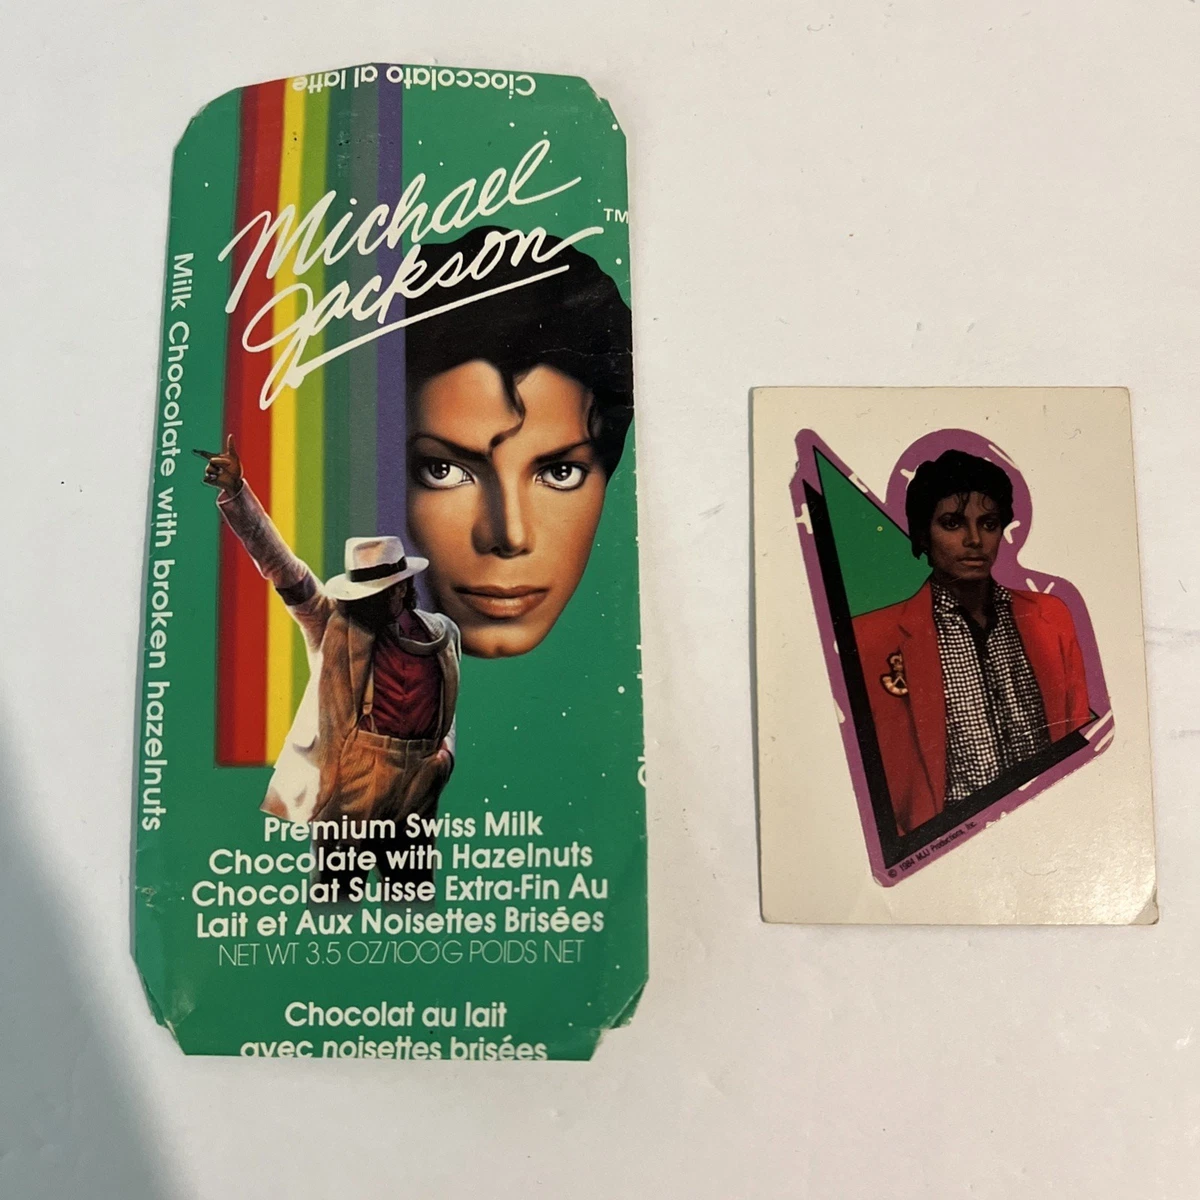 Cioccolato al latte
Michael
Jackson
TM
Milk Chocolate with broken hazelnuts
Premium Swiss Milk
Chocolate with Hazelnuts
Chocolat Suisse Extra-Fin Au
Lait et Aux Noisettes Brisées
NET WT 3.5 OZ/100G POIDS NET
Chocolat au lait
avec noisettes brisées
© 1984 MJJ Productions, Inc.